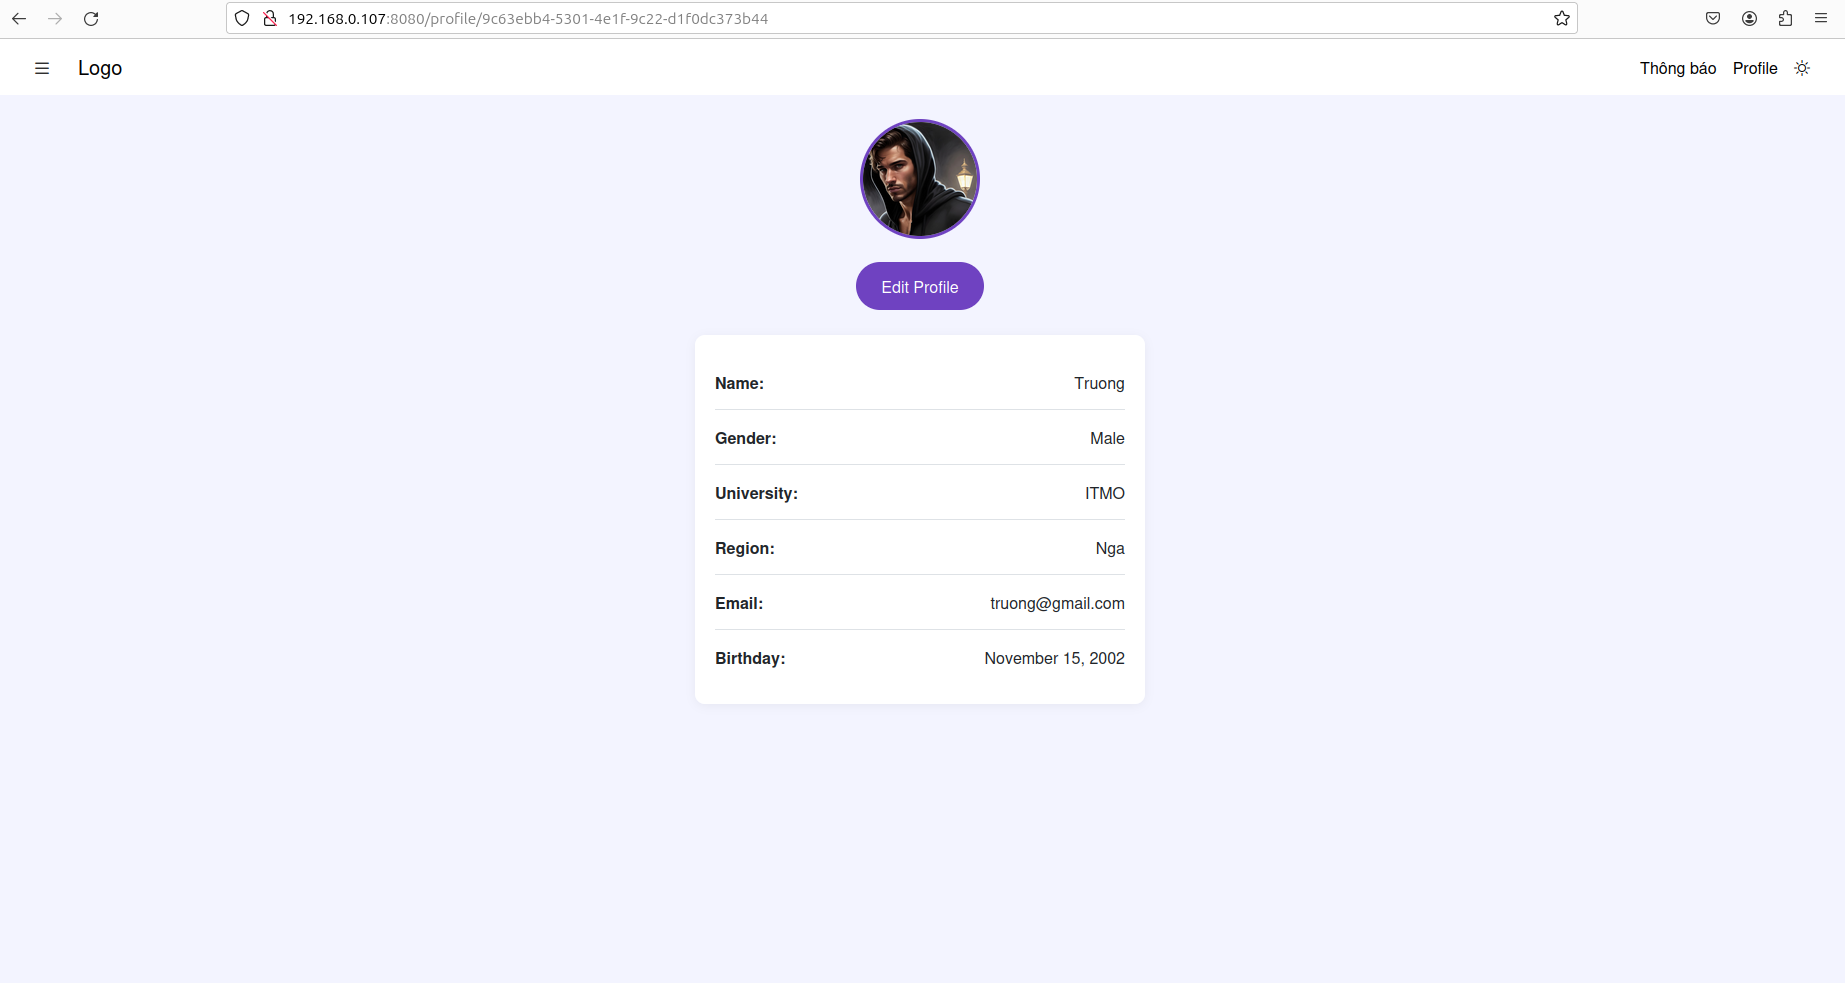 192.168.0.107:8080/profile/9c63ebb4-5301-4e1f-9c22-d1f0dc373b44
Logo Thông báo Profile
Edit Profile
Name: Truong
Gender: Male
University: ITMO
Region: Nga
Email: truong@gmail.com
Birthday: November 15, 2002